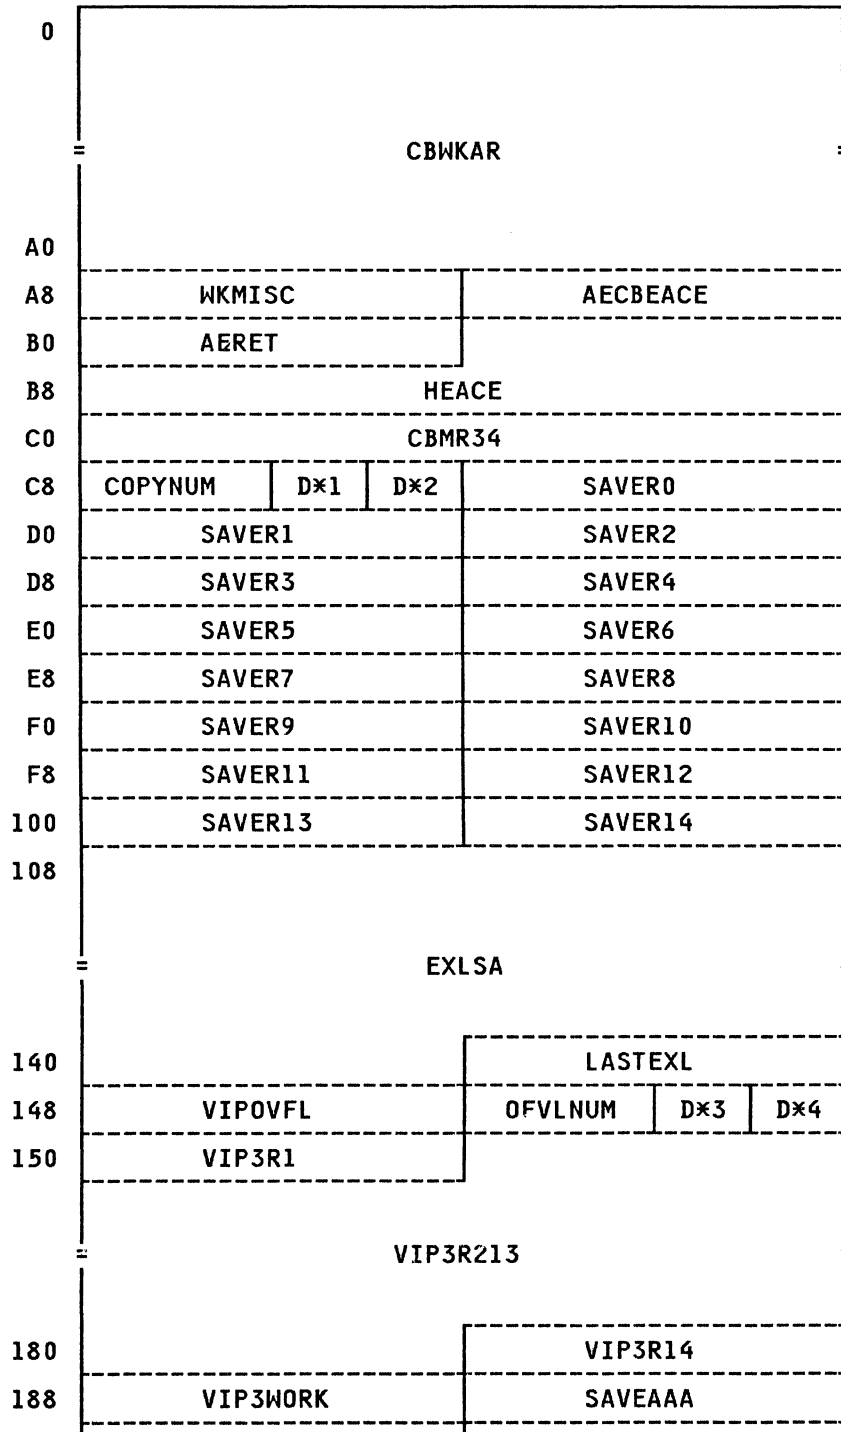 0
= CBWKAR =
A0
A8 WKMISC AECBEACE
B0 AERET
B8 HEACE
C0 CBMR34
C8 COPYNUM D*1 D*2 SAVER0
D0 SAVER1 SAVER2
D8 SAVER3 SAVER4
E0 SAVER5 SAVER6
E8 SAVER7 SAVER8
F0 SAVER9 SAVER10
F8 SAVER11 SAVER12
100 SAVER13 SAVER14
108
= EXLSA
140 LASTEXL
148 VIPOVFL OFVLNUM D*3 D*4
150 VIP3R1
= VIP3R213
180 VIP3R14
188 VIP3WORK SAVEAAA